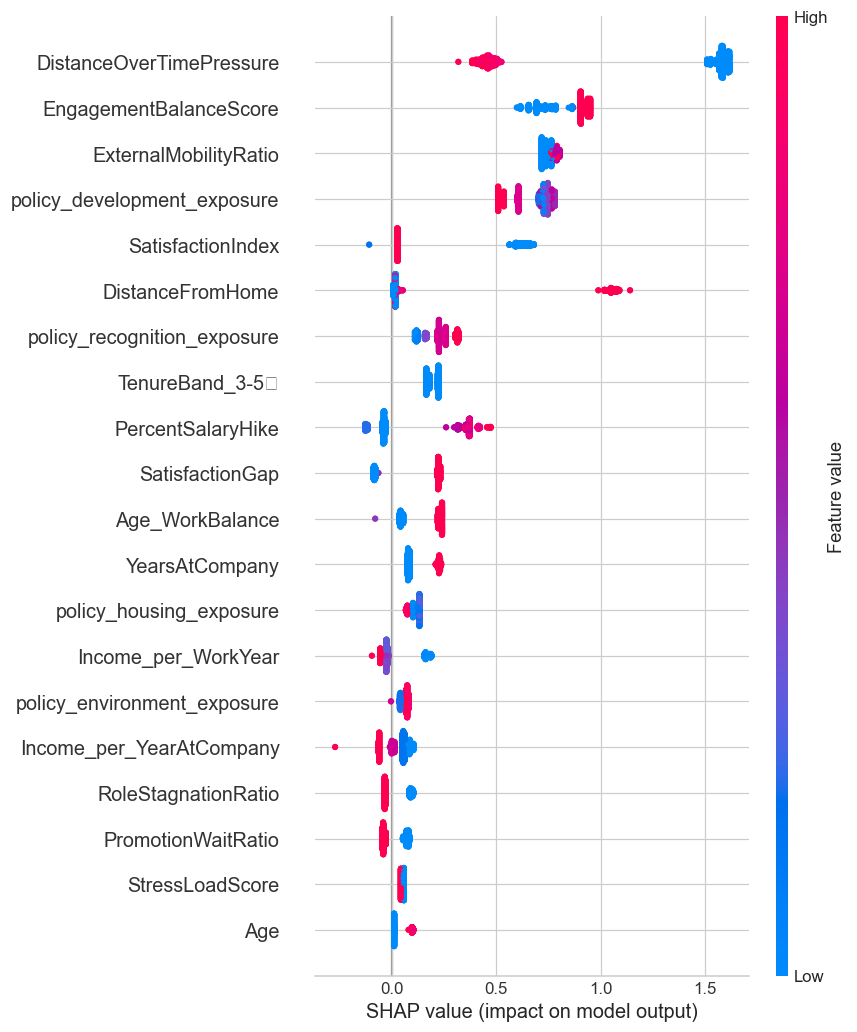 High
DistanceOverTimePressure
EngagementBalanceScore
ExternalMobilityRatio
policy_development_exposure
SatisfactionIndex
DistanceFromHome
policy_recognition_exposure
TenureBand_3-5
PercentSalaryHike
SatisfactionGap
Age_WorkBalance
YearsAtCompany
policy_housing_exposure
Income_per_WorkYear
policy_environment_exposure
Income_per_YearAtCompany
RoleStagnationRatio
PromotionWaitRatio
StressLoadScore
Age
Feature value
Low
0.0 0.5 1.0 1.5
SHAP value (impact on model output)